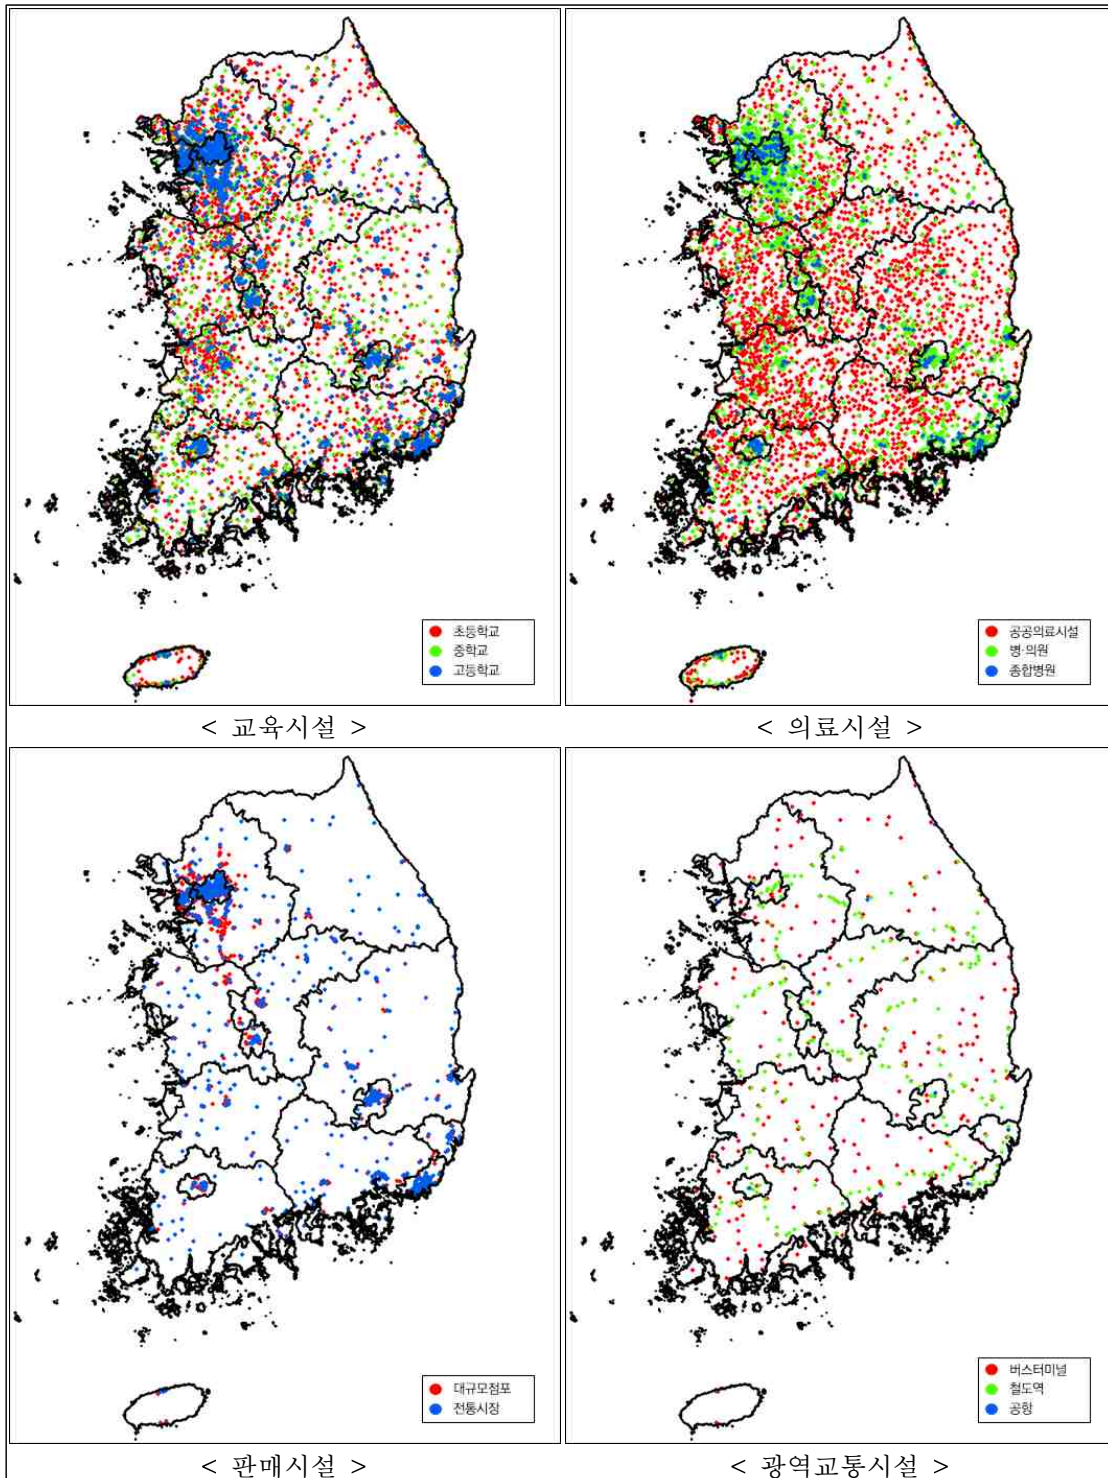 초등학교
중학교
고등학교
공공의료시설
병·의원
종합병원
< 교육시설 >
< 의료시설 >
대규모점포
전통시장
버스터미널
철도역
공항
< 판매시설 >
< 광역교통시설 >